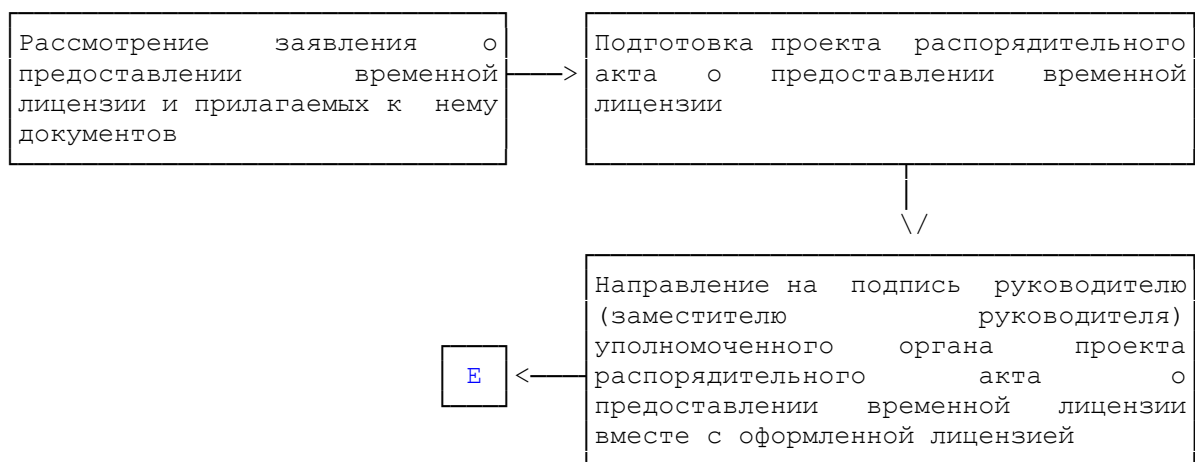 Рассмотрение заявления о
предоставлении временной
лицензии и прилагаемых к нему
документов
Подготовка проекта распорядительного
акта о предоставлении временной
лицензии
Направление на подпись руководителю
(заместителю руководителя)
уполномоченного органа проекта
распорядительного акта о
предоставлении временной лицензии
вместе с оформленной лицензией
Е